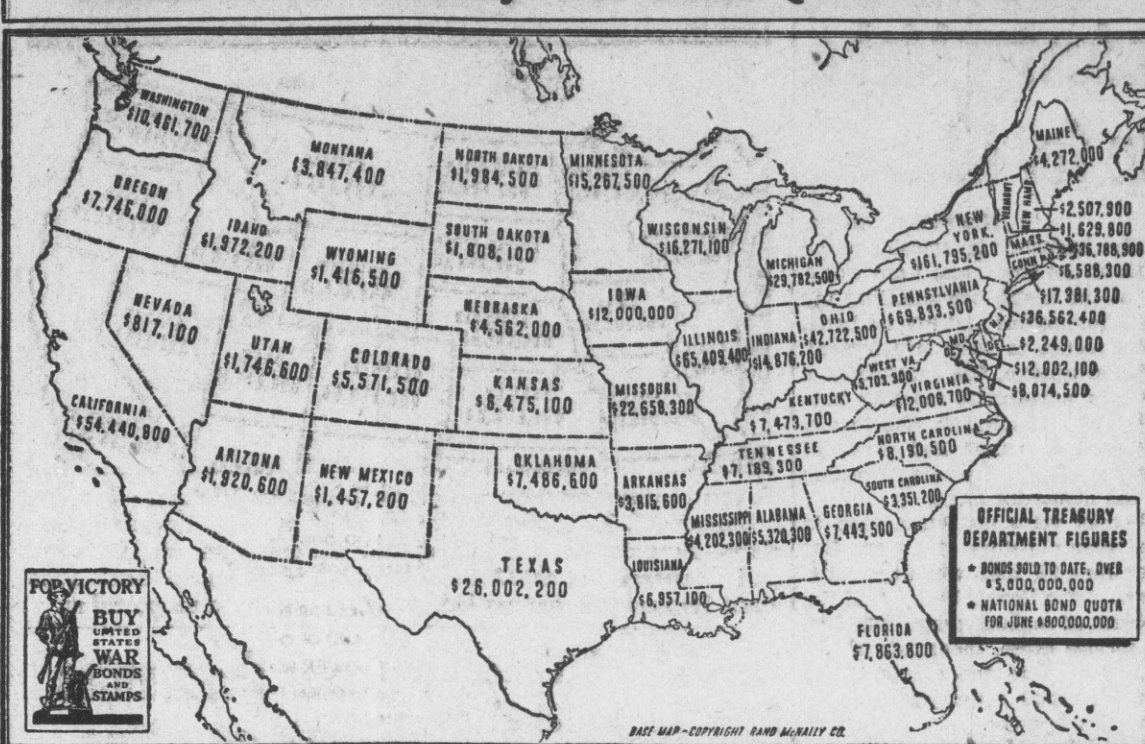 WASHINGTON
$10,461,700
OREGON
$7,746,000
CALIFORNIA
$54,440,800
NEVADA
$817,100
IDAHO
$1,972,200
MONTANA
$3,847,400
WYOMING
$1,416,500
UTAH
$1,746,600
COLORADO
$5,571,500
ARIZONA
$1,920,600
NEW MEXICO
$1,457,200
NORTH DAKOTA
$1,984,500
SOUTH DAKOTA
$1,808,100
NEBRASKA
$4,562,000
KANSAS
$6,475,100
OKLAHOMA
$7,486,600
TEXAS
$26,002,200
MINNESOTA
$15,267,500
IOWA
$12,000,000
MISSOURI
$22,658,300
ARKANSAS
$3,815,600
LOUISIANA
$6,957,100
WISCONSIN
$16,271,100
ILLINOIS
$65,409,400
MICHIGAN
$29,782,500
INDIANA
$14,876,200
OHIO
$42,722,500
KENTUCKY
$7,473,700
TENNESSEE
$7,189,300
MISSISSIPPI
$4,202,300
ALABAMA
$5,320,300
GEORGIA
$7,443,500
FLORIDA
$7,863,800
SOUTH CAROLINA
$3,351,200
NORTH CAROLINA
$8,190,500
VIRGINIA
$12,006,700
WEST VA.
$5,703,300
PENNSYLVANIA
$69,833,500
NEW
YORK.
$161,795,200
MAINE
$4,272,000
VERMONT
NEW HAMP.
MASS.
CONN.
N.J.
MD.
DE.
$2,507,900
$1,629,800
$36,788,900
$6,588,300
$17,381,300
$36,562,400
$2,249,000
$12,002,100
$8,074,500
OFFICIAL TREASURY
DEPARTMENT FIGURES
★ BONDS SOLD TO DATE, OVER
$5,000,000,000
★ NATIONAL BOND QUOTA
FOR JUNE $800,000,000
FOR VICTORY
BUY
UNITED
STATES
WAR
BONDS
AND
STAMPS
BASE MAP - COPYRIGHT RAND McNALLY CO.